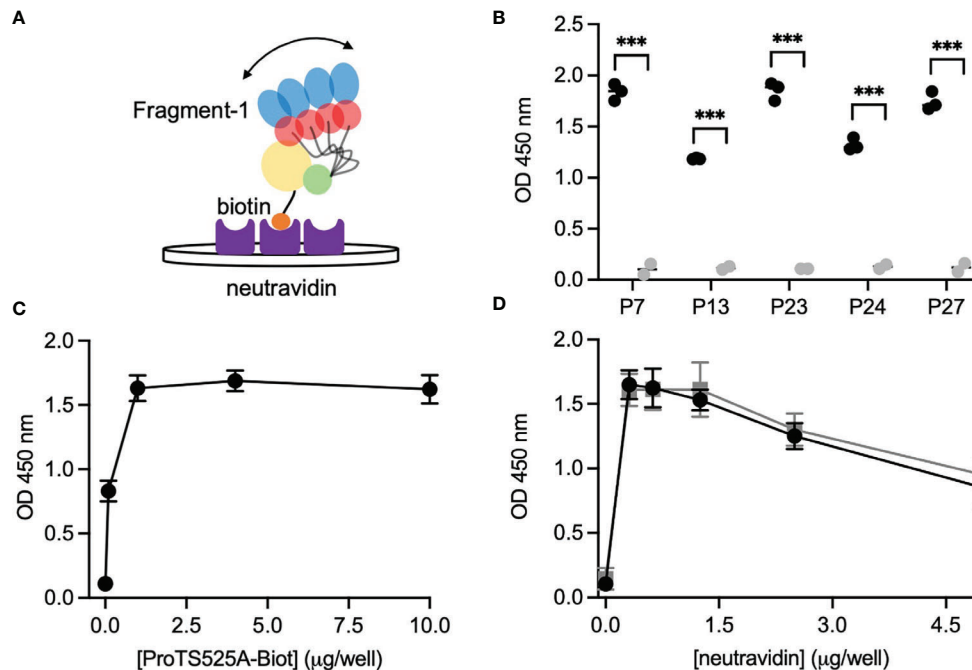 A
Fragment-1
biotin
neutravidin
B
***
***
***
***
***
2.0
1.5
1.0
0.5
0.0
OD 450 nm
P7 P13 P23 P24 P27
C
2.0
1.5
1.0
0.5
0.0
OD 450 nm
0.0 2.5 5.0 7.5 10.0
[ProTS525A-Biot] (μg/well)
D
2.0
1.5
1.0
0.5
0.0
OD 450 nm
0.0 1.5 3.0 4.5
[neutravidin] (μg/well)